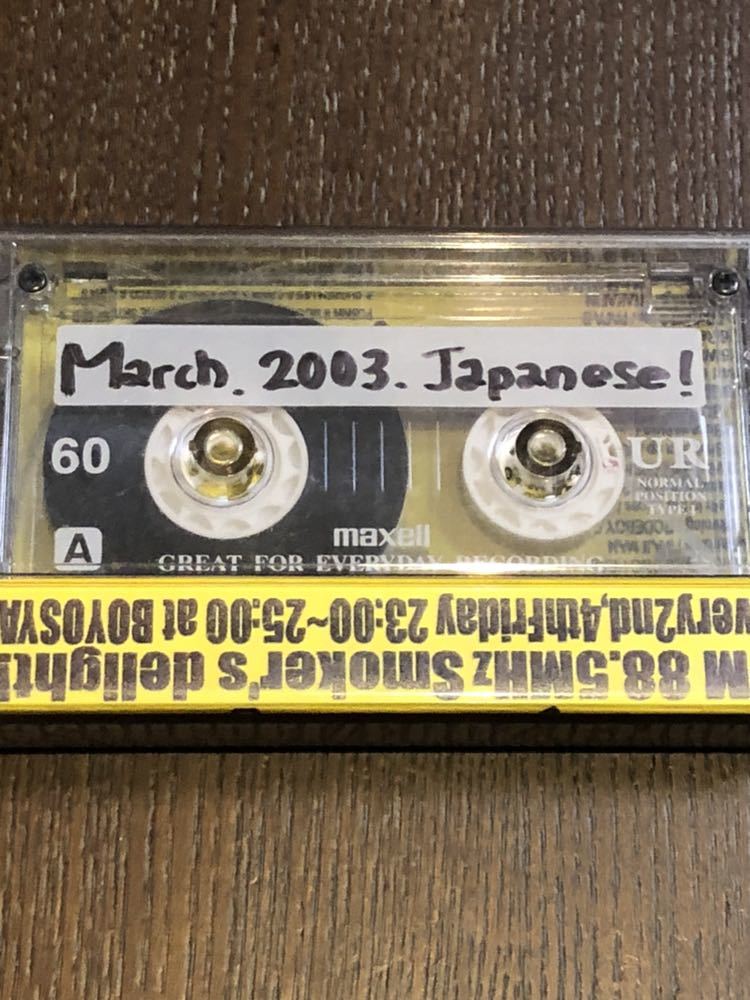 March. 2003. Japanese!
60
UR
NORMAL
POSITION
TYPE I
A
maxell
GREAT FOR EVERYDAY RECORDING
M 88.5MHz Smoker's delight!
very2nd,4thFriday 23:00~25:00 at BOYOSYA